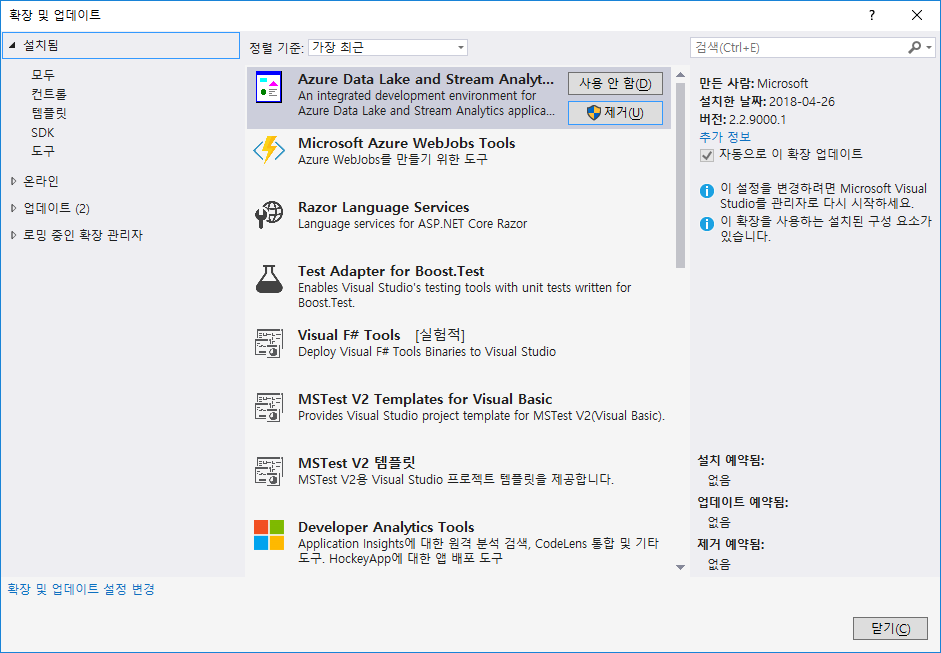 확장 및 업데이트
?
설치됨
모두
컨트롤
템플릿
SDK
도구
온라인
업데이트 (2)
로밍 중인 확장 관리자
정렬 기준: 가장 최근
Azure Data Lake and Stream Analyt...
An integrated development environment for
Azure Data Lake and Stream Analytics applica...
사용 안 함(D)
제거(U)
Microsoft Azure WebJobs Tools
Azure WebJobs를 만들기 위한 도구
Razor Language Services
Language services for ASP.NET Core Razor
Test Adapter for Boost.Test
Enables Visual Studio's testing tools with unit tests written for
Boost.Test.
Visual F# Tools [실험적]
Deploy Visual F# Tools Binaries to Visual Studio
MSTest V2 Templates for Visual Basic
Provides Visual Studio project template for MSTest V2(Visual Basic).
MSTest V2 템플릿
MSTest V2용 Visual Studio 프로젝트 템플릿을 제공합니다.
Developer Analytics Tools
Application Insights에 대한 원격 분석 검색, CodeLens 통합 및 기타
도구. HockeyApp에 대한 앱 배포 도구
검색(Ctrl+E)
만든 사람: Microsoft
설치한 날짜: 2018-04-26
버전: 2.2.9000.1
추가 정보
자동으로 이 확장 업데이트
이 설정을 변경하려면 Microsoft Visual
Studio를 관리자로 다시 시작하세요.
이 확장을 사용하는 설치된 구성 요소가
있습니다.
설치 예약됨:
없음
업데이트 예약됨:
없음
제거 예약됨:
없음
확장 및 업데이트 설정 변경
닫기(C)